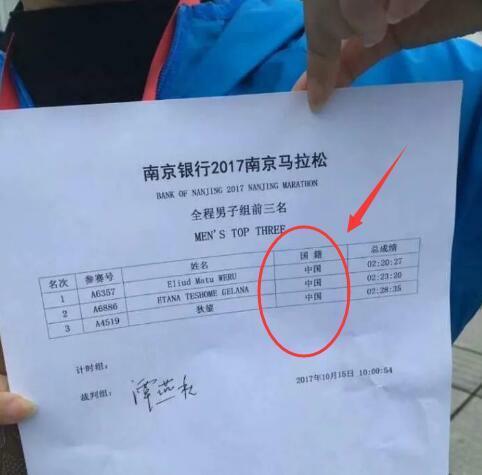 南京银行2017南京马拉松
BANK OF NANJING 2017 NANJING MARATHON
全程男子组前三名
MEN'S TOP THREE
名次 参赛号 姓名 国籍 总成绩
1 A6357 Eliud Matu WERU 中国 02:20:27
2 A6886 ETANA TESHOME GELANA 中国 02:23:20
3 A4519 狄望 中国 02:28:35
计时组:
裁判组:
2017年10月15日 10:00:54